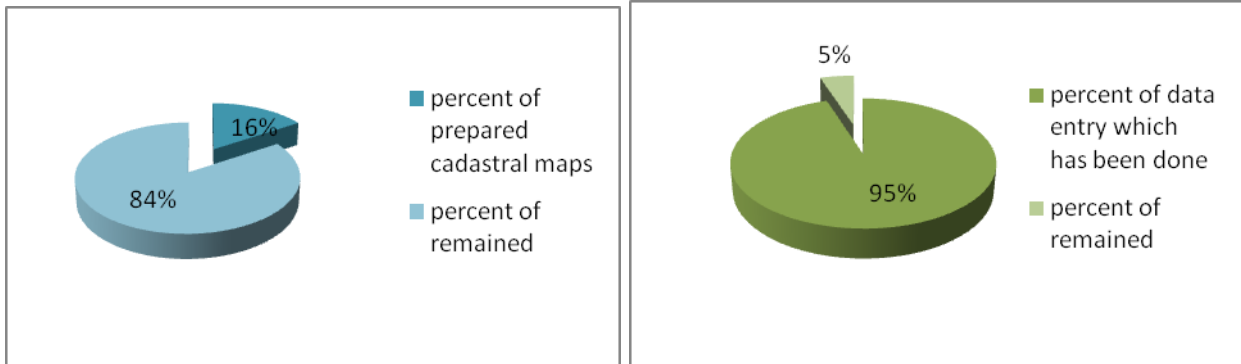 16%
84%
percent of
prepared
cadastral maps
percent of
remained
5%
95%
percent of data
entry which
has been done
percent of
remained